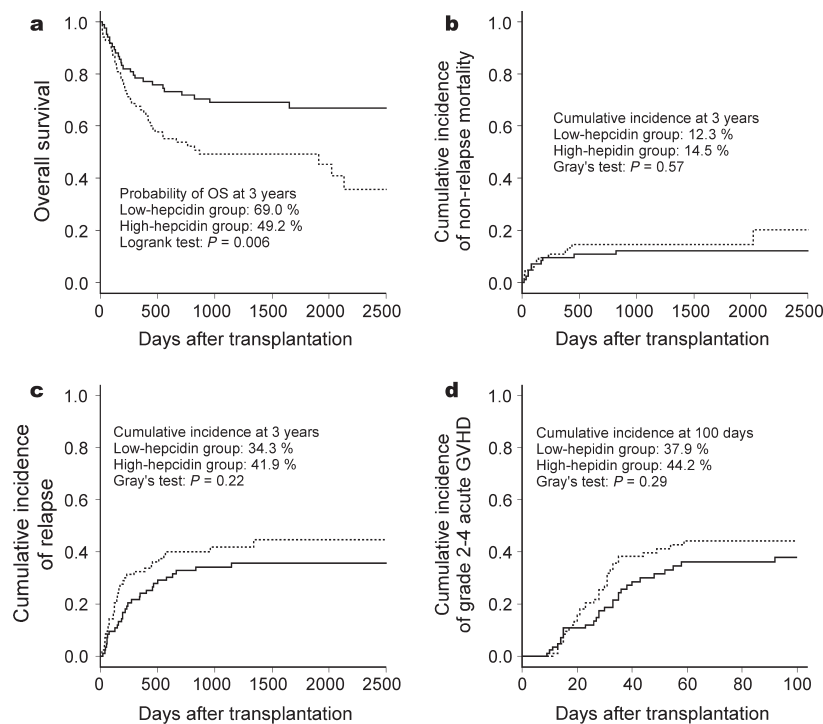 a
1.0
0.8
0.6
0.4
0.2
0.0
Overall survival
Probability of OS at 3 years
Low-hepcidin group: 69.0 %
High-hepcidin group: 49.2 %
Logrank test: P = 0.006
0 500 1000 1500 2000 2500
Days after transplantation
b
1.0
0.8
0.6
0.4
0.2
0.0
Cumulative incidence
of non-relapse mortality
Cumulative incidence at 3 years
Low-hepcidin group: 12.3 %
High-hepidin group: 14.5 %
Gray's test: P = 0.57
0 500 1000 1500 2000 2500
Days after transplantation
c
1.0
0.8
0.6
0.4
0.2
0.0
Cumulative incidence
of relapse
Cumulative incidence at 3 years
Low-hepcidin group: 34.3 %
High-hepcidin group: 41.9 %
Gray's test: P = 0.22
0 500 1000 1500 2000 2500
Days after transplantation
d
1.0
0.8
0.6
0.4
0.2
0.0
Cumulative incidence
of grade 2-4 acute GVHD
Cumulative incidence at 100 days
Low-hepidin group: 37.9 %
High-hepidin group: 44.2 %
Gray's test: P = 0.29
0 20 40 60 80 100
Days after transplantation